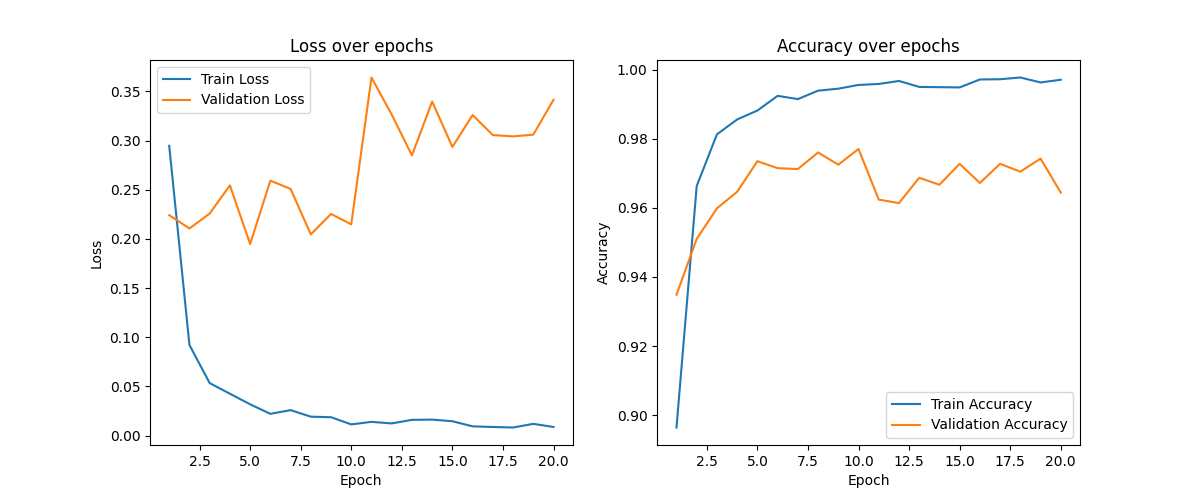 Loss over epochs
Train Loss
Validation Loss
0.35
0.30
0.25
0.20
0.15
0.10
0.05
0.00
Loss
2.5 5.0 7.5 10.0 12.5 15.0 17.5 20.0
Epoch
Accuracy over epochs
1.00
0.98
0.96
0.94
0.92
0.90
Accuracy
Train Accuracy
Validation Accuracy
2.5 5.0 7.5 10.0 12.5 15.0 17.5 20.0
Epoch